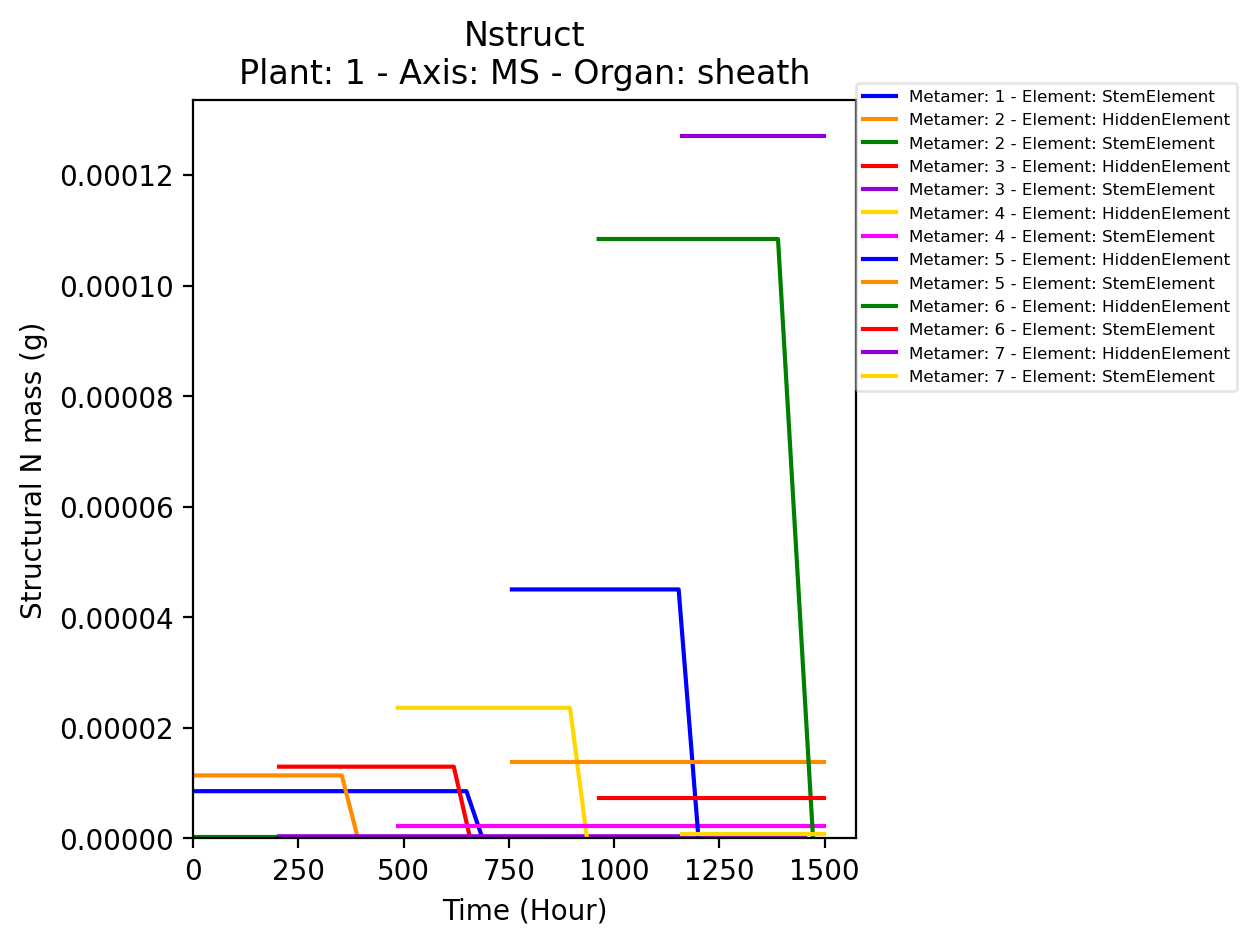 Nstruct
Plant: 1 - Axis: MS - Organ: sheath
Metamer: 1 - Element: StemElement
Metamer: 2 - Element: HiddenElement
Metamer: 2 - Element: StemElement
Metamer: 3 - Element: HiddenElement
Metamer: 3 - Element: StemElement
Metamer: 4 - Element: HiddenElement
Metamer: 4 - Element: StemElement
Metamer: 5 - Element: HiddenElement
Metamer: 5 - Element: StemElement
Metamer: 6 - Element: HiddenElement
Metamer: 6 - Element: StemElement
Metamer: 7 - Element: HiddenElement
Metamer: 7 - Element: StemElement
Structural N mass (g)
0.00012
0.00010
0.00008
0.00006
0.00004
0.00002
0.00000
0 250 500 750 1000 1250 1500
Time (Hour)